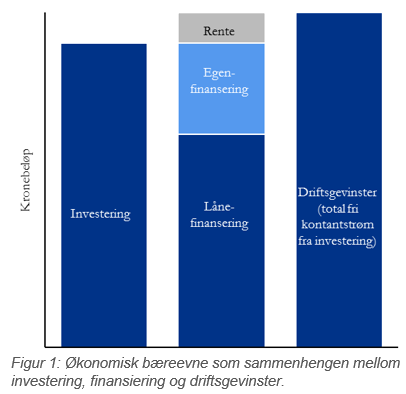 Kronebeløp
Investering
Rente
Egen-
finansering
Låne-
finansering
Driftsgevinster
(total fri
kontantstrøm
fra investering)
Figur 1: Økonomisk bæreevne som sammenhengen mellom
investering, finansiering og driftsgevinster.